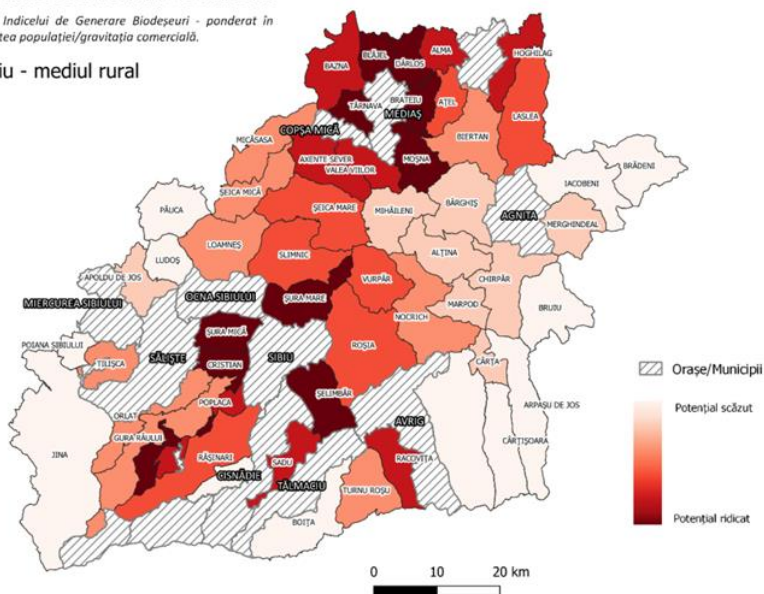 Indicelui de Generare Biodeșeuri - ponderat în
tea populației/gravitația comercială.
iu - mediul rural
BAZNA
BLĂJEL
DÂRLOS
ALMA
HOGHILAG
TÂRNAVA
BRATEIU
MEDIAȘ
AȚEL
LASLEA
COPȘA MICĂ
MICĂSASA
BIERTAN
AXENTE SEVER
VALEA VIILOR
MOȘNA
BRĂDENI
IACOBENI
ȘEICA MICĂ
PĂUCA
ȘEICA MARE
MIHĂILENI
BÂRGHIȘ
AGNITA
MERGHINDEAL
LUDOȘ
LOAMNEȘ
SLIMNIC
ALȚINA
APOLDU DE JOS
VURPĂR
CHIRPĂR
MIERCUREA SIBIULUI
OCNA SIBIULUI
ȘURA MARE
MARPOD
BRUIU
NOCRICH
ȘURA MICĂ
POIANA SIBIULUI
TILIȘCA
SĂLIȘTE
CRISTIAN
SIBIU
ROȘIA
CÂRȚA
Orașe/Municipii
ȘELIMBĂR
POPLACA
ARPAȘU DE JOS
Potențial scăzut
ORLAT
AVRIG
GURA RÂULUI
CÂRȚIȘOARA
JINA
RĂȘINARI
SADU
RACOVIȚA
CISNĂDIE
TĂLMACIU
TURNU ROȘU
BOIȚA
Potențial ridicat
0 10 20 km